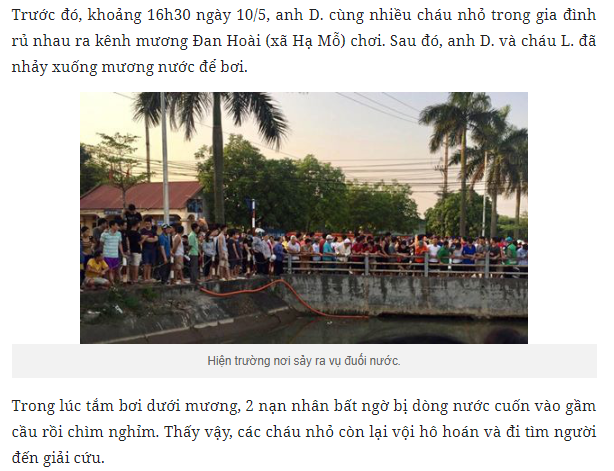 Trước đó, khoảng 16h30 ngày 10/5, anh D. cùng nhiều cháu nhỏ trong gia đình
rủ nhau ra kênh mương Đan Hoài (xã Hạ Mỗ) chơi. Sau đó, anh D. và cháu L. đã
nhảy xuống mương nước để bơi.
Hiện trường nơi sảy ra vụ đuối nước.
Trong lúc tắm bơi dưới mương, 2 nạn nhân bất ngờ bị dòng nước cuốn vào gầm
cầu rồi chìm nghỉm. Thấy vậy, các cháu nhỏ còn lại vội hô hoán và đi tìm người
đến giải cứu.